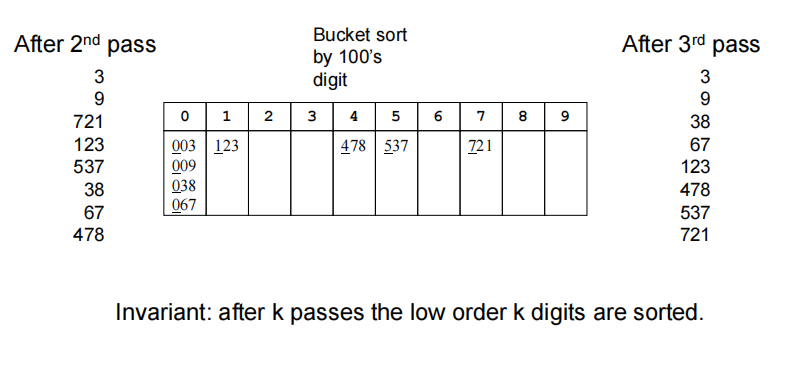 After 2nd pass
3
9
721
123
537
38
67
478
Bucket sort
by 100's
digit
0 1 2 3 4 5 6 7 8 9
003 123 478 537 721
009
038
067
After 3rd pass
3
9
38
67
123
478
537
721
Invariant: after k passes the low order k digits are sorted.